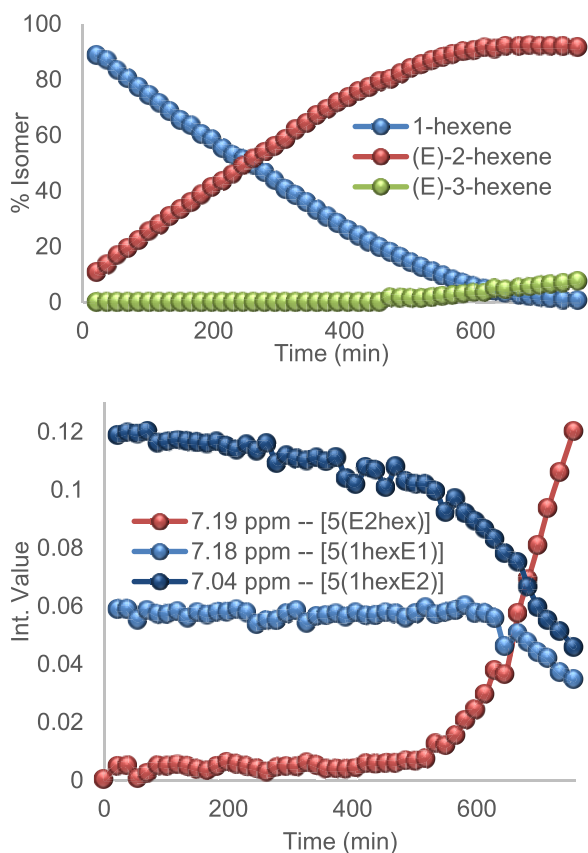 100
80
60
40
20
0
% Isomer
1-hexene
(E)-2-hexene
(E)-3-hexene
0 200 400 600
Time (min)
0.12
0.1
0.08
0.06
0.04
0.02
0
Int. Value
7.19 ppm -- [5(E2hex)]
7.18 ppm -- [5(1hexE1)]
7.04 ppm -- [5(1hexE2)]
0 200 400 600
Time (min)